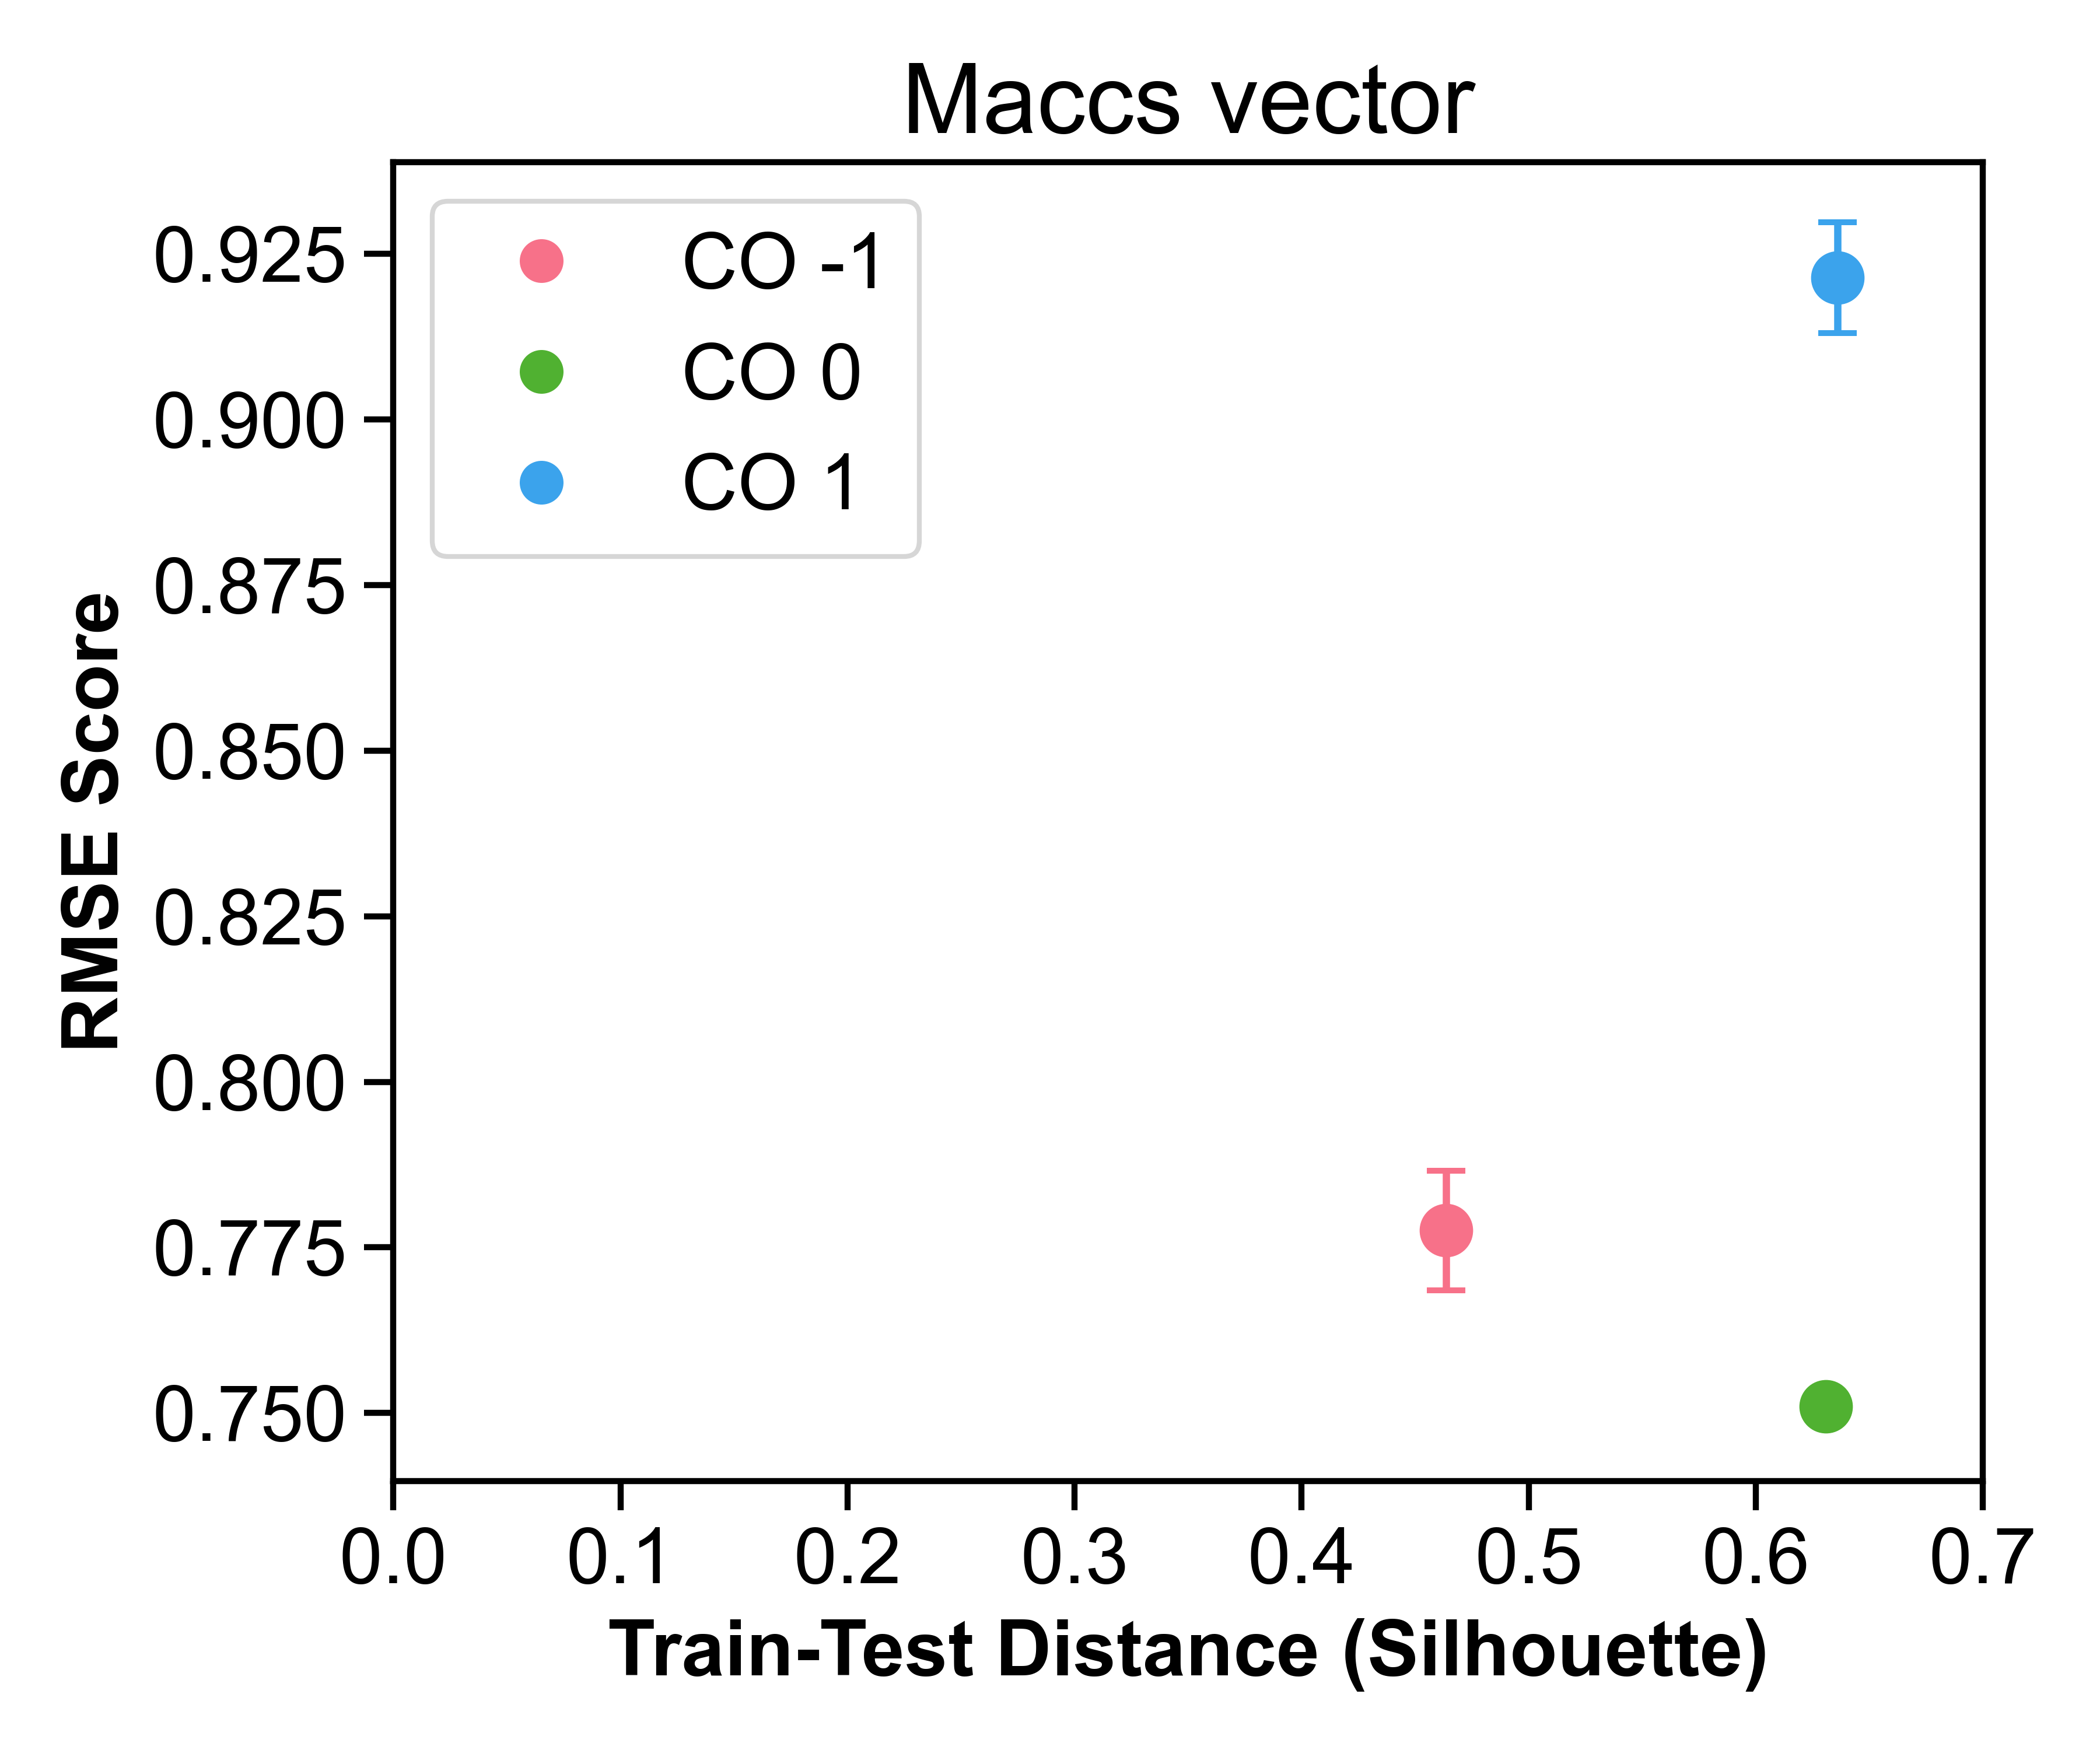 Maccs vector
CO -1
CO 0
CO 1
RMSE Score
0.925
0.900
0.875
0.850
0.825
0.800
0.775
0.750
0.0 0.1 0.2 0.3 0.4 0.5 0.6 0.7
Train-Test Distance (Silhouette)